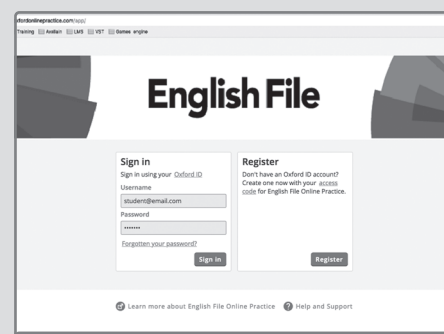 xfordonlinepractice.com/app/
Training Avallain LMS VST Games engine
English File
Sign in
Sign in using your Oxford ID
Username
student@email.com
Password
•••••••
Forgotten your password?
Sign in
Register
Don't have an Oxford ID account?
Create one now with your access
code for English File Online Practice.
Register
Learn more about English File Online Practice ? Help and Support